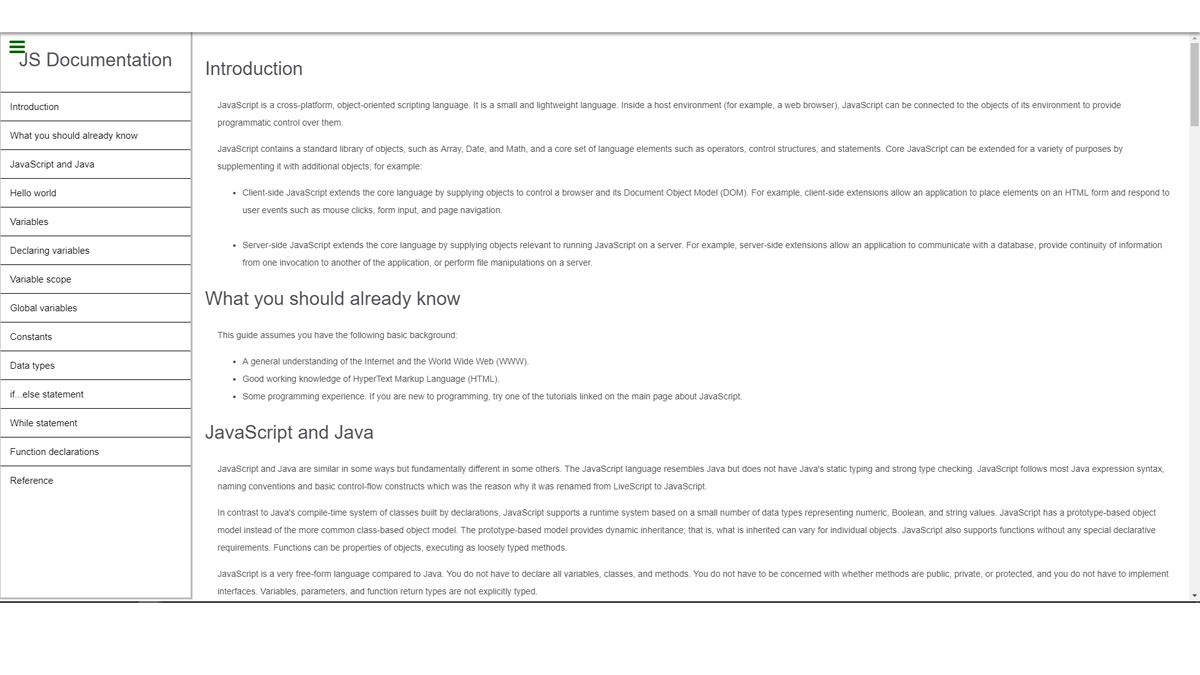 JS Documentation
Introduction
What you should already know
JavaScript and Java
Hello world
Variables
Declaring variables
Variable scope
Global variables
Constants
Data types
if...else statement
While statement
Function declarations
Reference
Introduction
JavaScript is a cross-platform, object-oriented scripting language. It is a small and lightweight language. Inside a host environment (for example, a web browser), JavaScript can be connected to the objects of its environment to provide
programmatic control over them.
JavaScript contains a standard library of objects, such as Array, Date, and Math, and a core set of language elements such as operators, control structures, and statements. Core JavaScript can be extended for a variety of purposes by
supplementing it with additional objects; for example:
• Client-side JavaScript extends the core language by supplying objects to control a browser and its Document Object Model (DOM). For example, client-side extensions allow an application to place elements on an HTML form and respond to
user events such as mouse clicks, form input, and page navigation.
• Server-side JavaScript extends the core language by supplying objects relevant to running JavaScript on a server. For example, server-side extensions allow an application to communicate with a database, provide continuity of information
from one invocation to another of the application, or perform file manipulations on a server.
What you should already know
This guide assumes you have the following basic background:
• A general understanding of the Internet and the World Wide Web (WWW).
• Good working knowledge of HyperText Markup Language (HTML).
• Some programming experience. If you are new to programming, try one of the tutorials linked on the main page about JavaScript.
JavaScript and Java
JavaScript and Java are similar in some ways but fundamentally different in some others. The JavaScript language resembles Java but does not have Java's static typing and strong type checking. JavaScript follows most Java expression syntax,
naming conventions and basic control-flow constructs which was the reason why it was renamed from LiveScript to JavaScript.
In contrast to Java's compile-time system of classes built by declarations, JavaScript supports a runtime system based on a small number of data types representing numeric, Boolean, and string values. JavaScript has a prototype-based object
model instead of the more common class-based object model. The prototype-based model provides dynamic inheritance; that is, what is inherited can vary for individual objects. JavaScript also supports functions without any special declarative
requirements. Functions can be properties of objects, executing as loosely typed methods.
JavaScript is a very free-form language compared to Java. You do not have to declare all variables, classes, and methods. You do not have to be concerned with whether methods are public, private, or protected, and you do not have to implement
interfaces. Variables, parameters, and function return types are not explicitly typed.